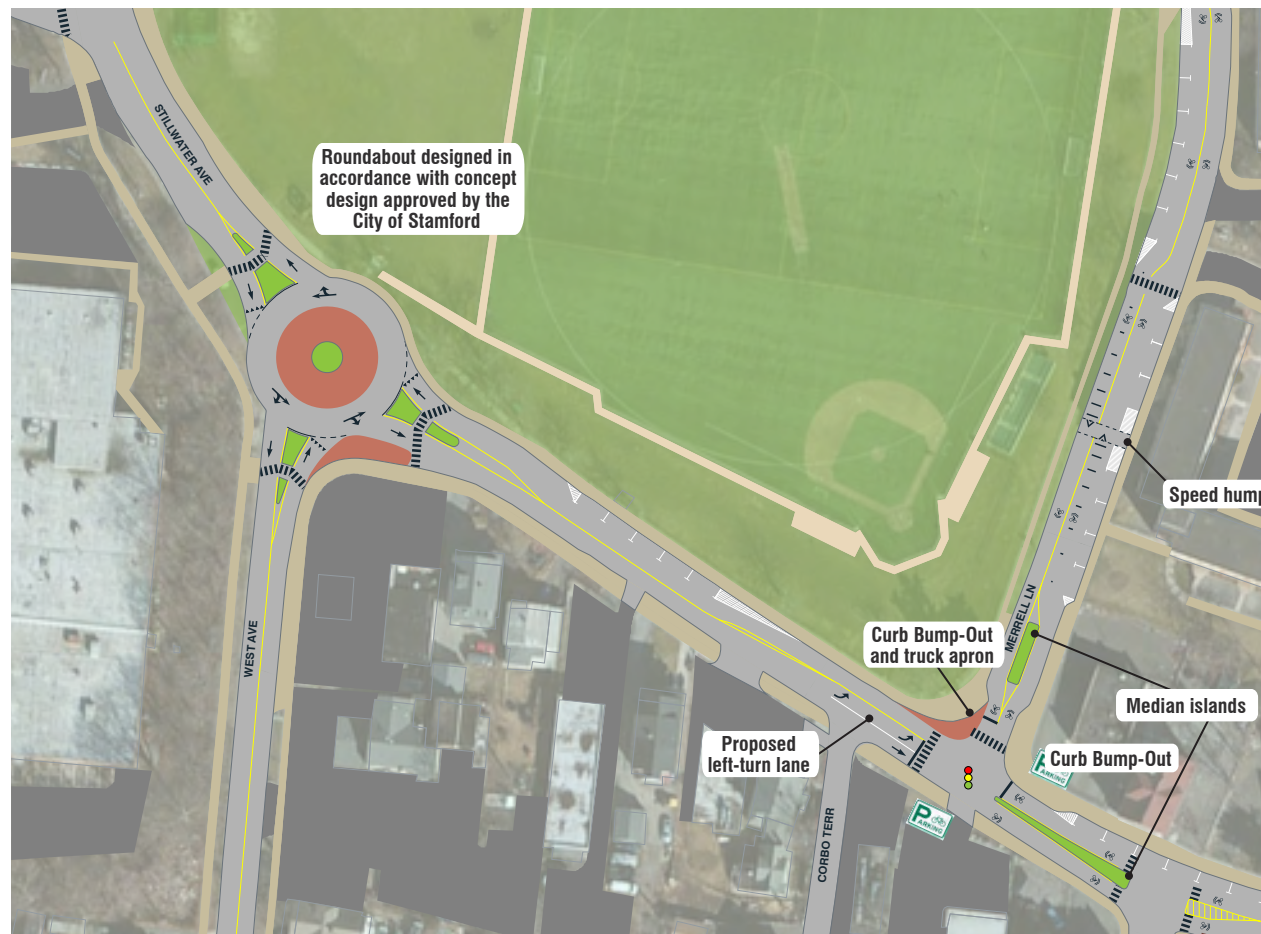 STILLWATER AVE
Roundabout designed in
accordance with concept
design approved by the
City of Stamford
Speed hump
MERRELL LN
Curb Bump-Out
and truck apron
WEST AVE
Median islands
Proposed
left-turn lane
Curb Bump-Out
PARKING
PARKING
CORBO TERR